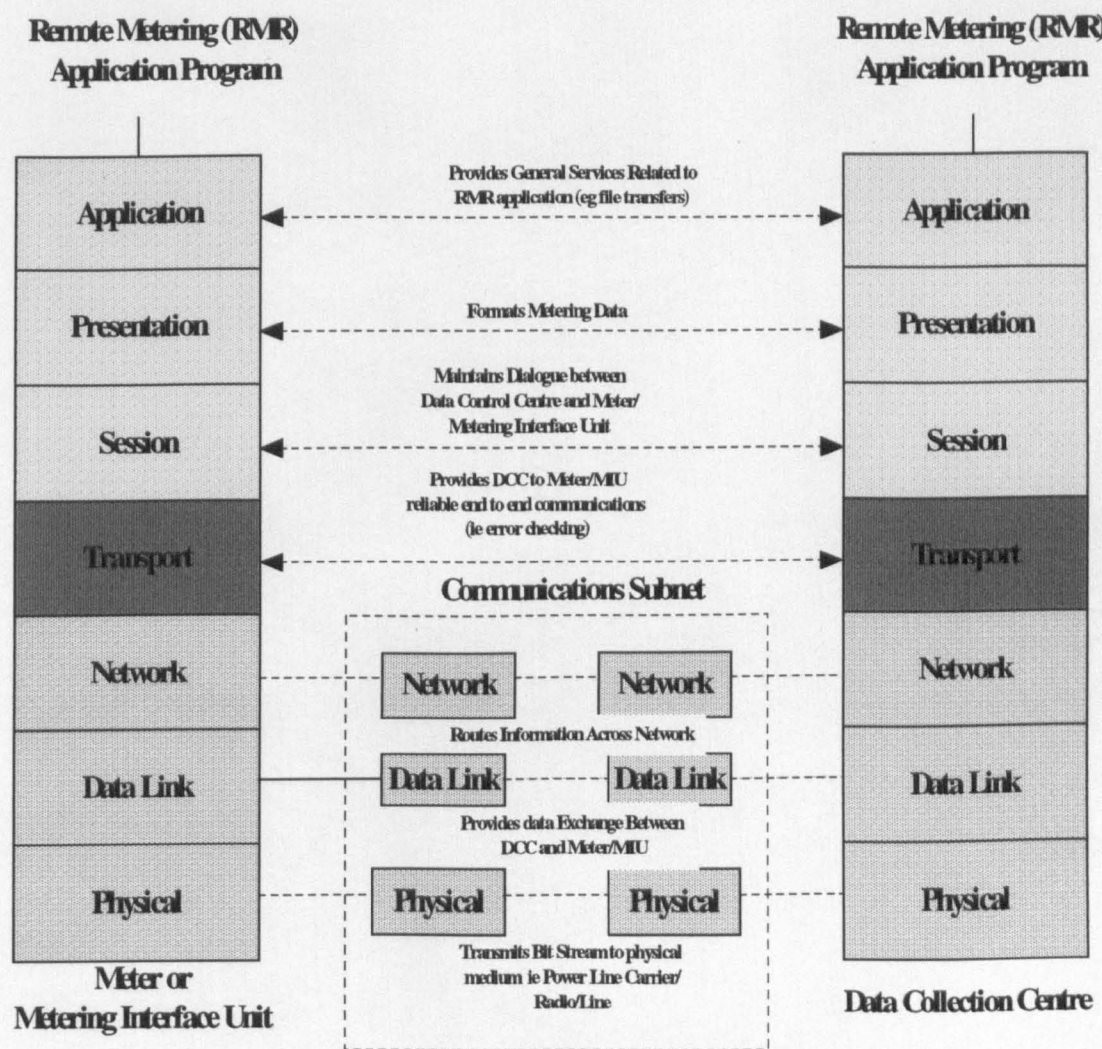 Remote Metering (RMR)
Application Program
Remote Metering (RMR)
Application Program
Application
Provides General Services Related to
RMR application (eg file transfers)
Application
Presentation
Formats Metering Data
Presentation
Session
Maintains Dialogue between
Data Control Centre and Meter/
Metering Interface Unit
Session
Transport
Provides DCC to Meter/MIU
reliable end to end communications
(ie error checking)
Transport
Communications Subnet
Network
Network
Network
Network
Routes Information Across Network
Data Link
Data Link
Data Link
Data Link
Provides data Exchange Between
DCC and Meter/MIU
Physical
Physical
Physical
Physical
Transmits Bit Stream to physical
medium ie Power Line Carrier/
Radio/Line
Meter or
Metering Interface Unit
Data Collection Centre